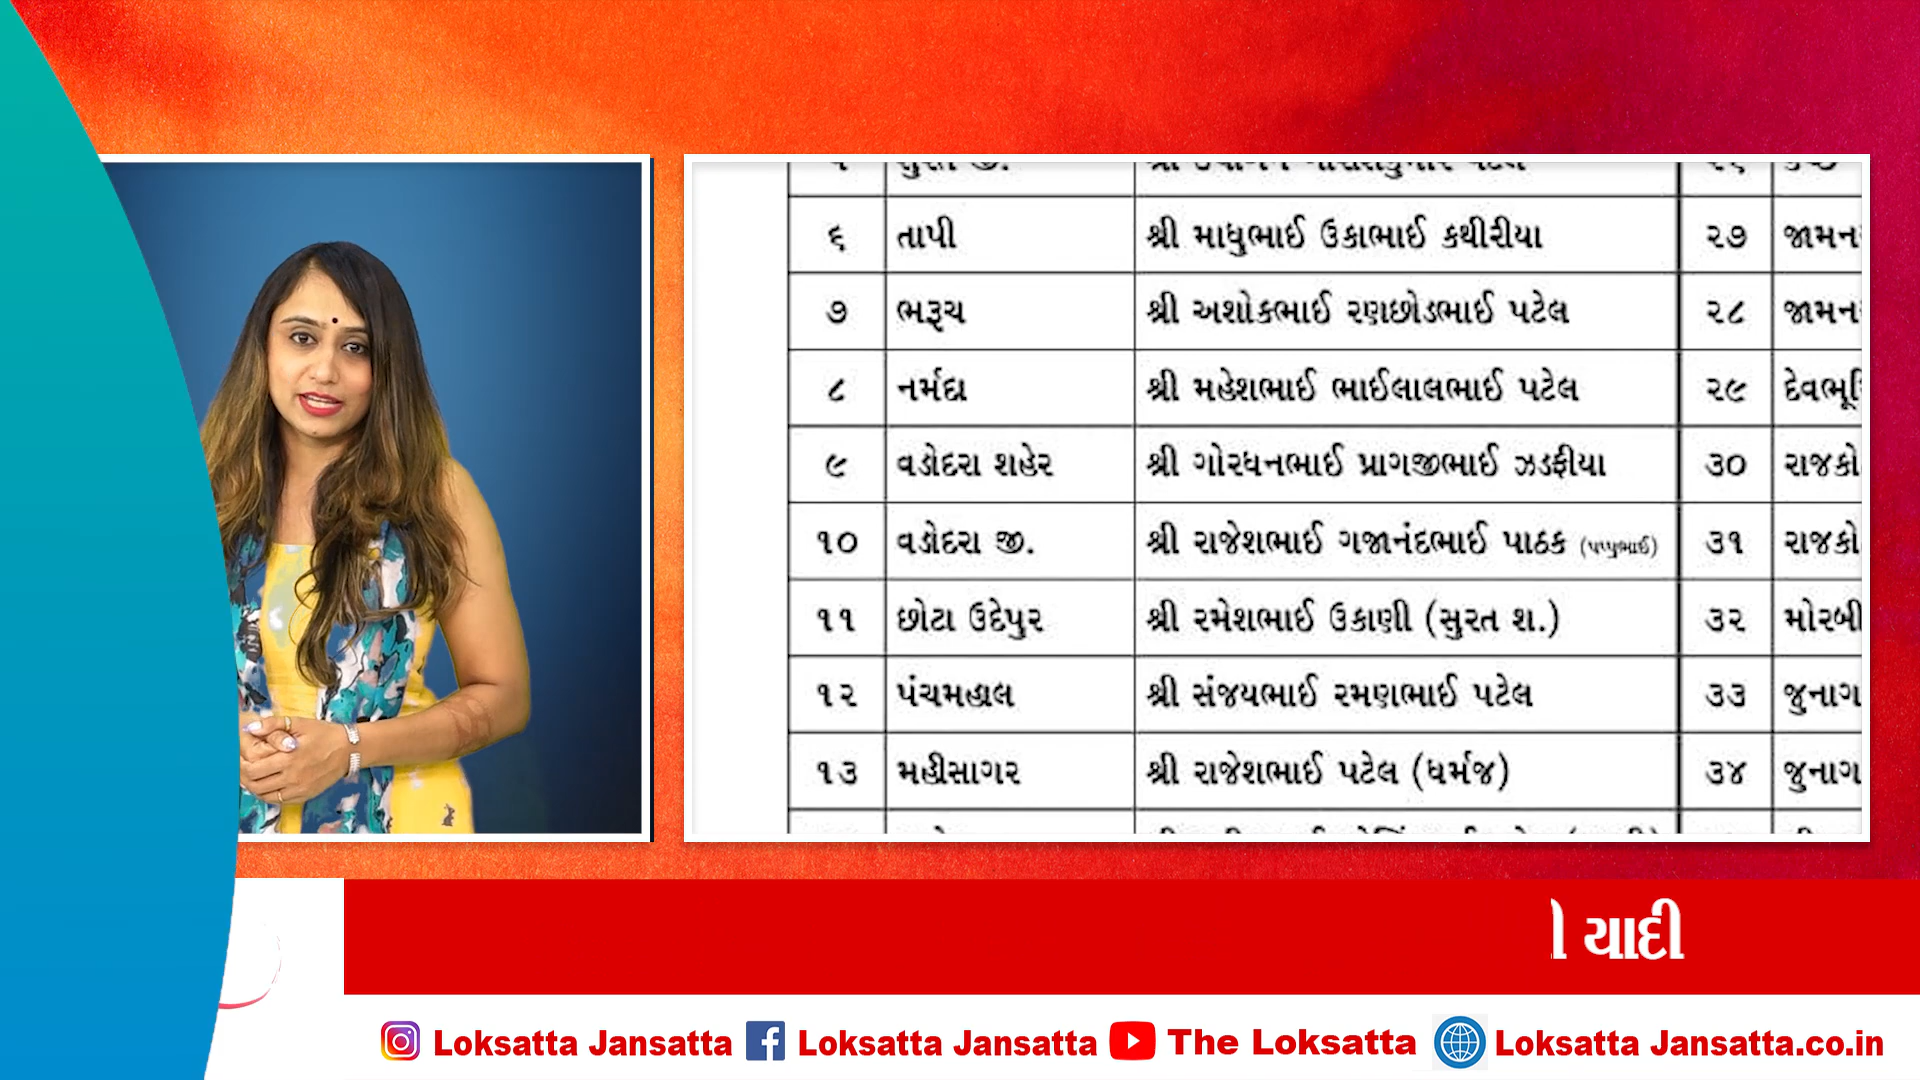 ૬ તાપી શ્રી માધુભાઈ ઉકાભાઈ કથીરીયા ૨૭
૭ ભરૂચ શ્રી અશોકભાઈ રણછોડભાઈ પટેલ ૨૮
૮ નર્મદા શ્રી મહેશભાઈ ભાઈલાલભાઈ પટેલ ૨૯
૯ વડોદરા શહેર શ્રી ગોરધનભાઈ પ્રાગજીભાઈ ઝડફીયા ૩૦
૧૦ વડોદરા જી. શ્રી રાજેશભાઈ ગજાનંદભાઈ પાઠક (પપ્પુભાઈ) ૩૧
૧૧ છોટા ઉદેપુર શ્રી રમેશભાઈ ઉકાણી (સુરત શ.) ૩૨ મોરબી
૧૨ પંચમહાલ શ્રી સંજયભાઈ રમણભાઈ પટેલ ૩૩
૧૩ મહીસાગર શ્રી રાજેશભાઈ પટેલ (ધર્મજ) ૩૪
યાદી
Loksatta Jansatta Loksatta Jansatta The Loksatta Loksatta Jansatta.co.in